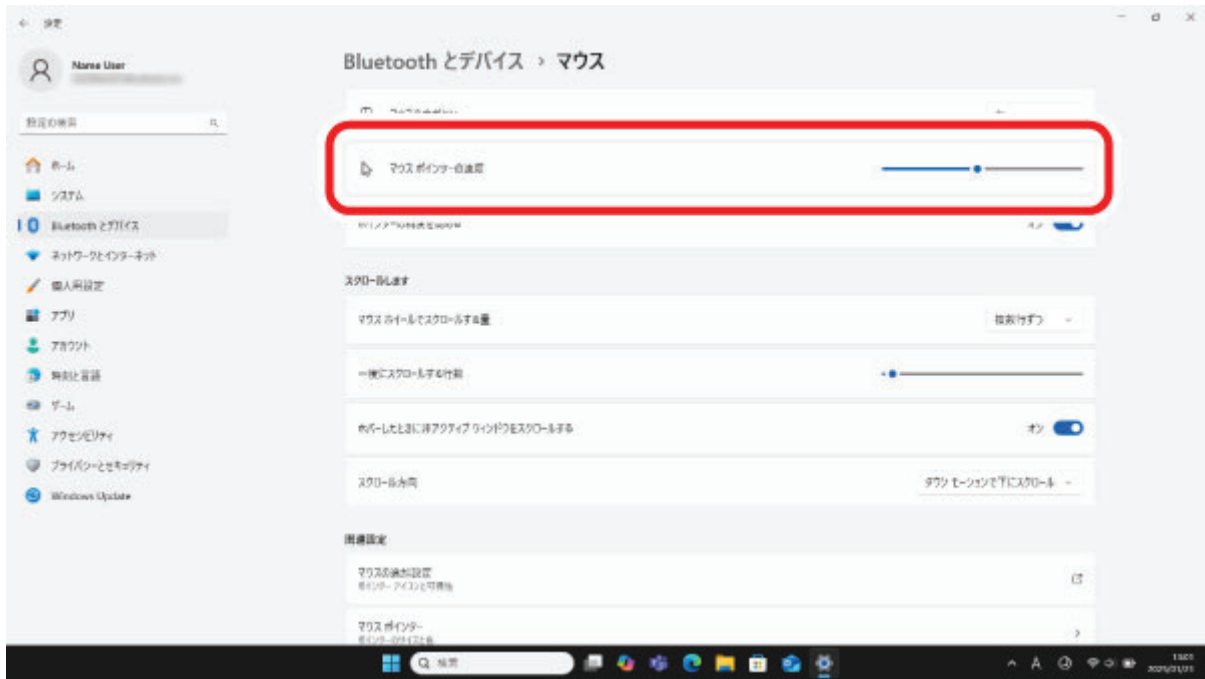 設定
Name User
Bluetooth とデバイス › マウス
設定の検索
マウス ポインターの速度
ホーム
システム
Bluetooth とデバイス
ネットワークとインターネット
個人用設定
アプリ
アカウント
時刻と言語
ゲーム
アクセシビリティ
プライバシーとセキュリティ
Windows Update
オン
スクロールします
マウス ホイールでスクロールする量
複数行ずつ
一度にスクロールする行数
ホバーしたときに非アクティブ ウィンドウをスクロールする
オン
スクロール方向
ダウン モーションで下にスクロール
関連設定
マウスの追加設定
ポインター アイコンと可視性
マウス ポインター
ポインターのサイズと色
検索
A